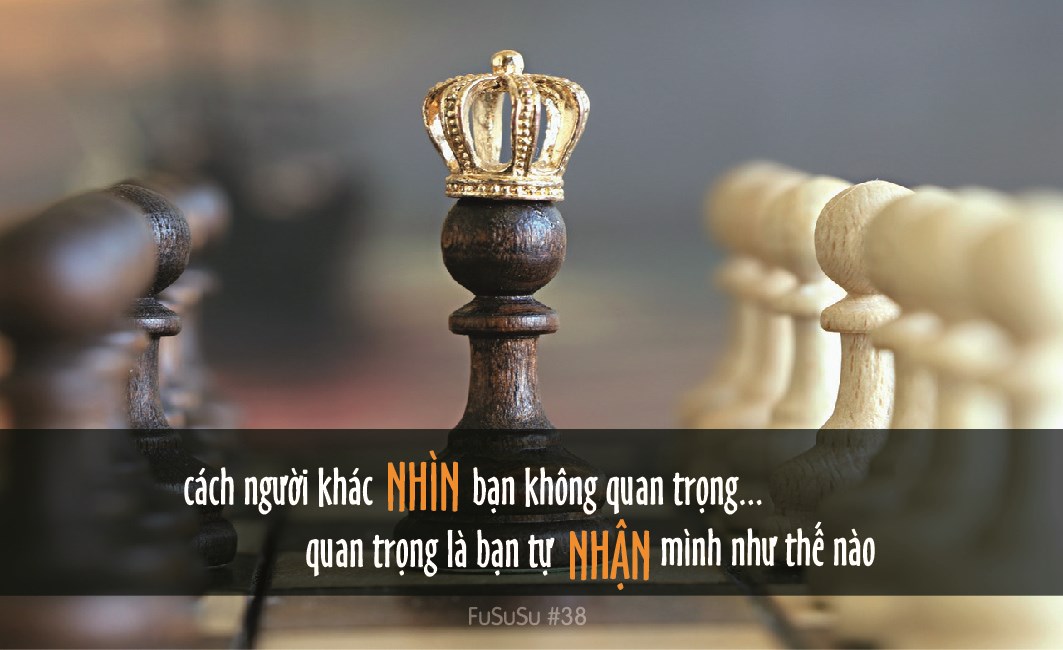 cách người khác NHÌN bạn không quan trọng...
quan trọng là bạn tự NHẬN mình như thế nào
FuSuSu #38